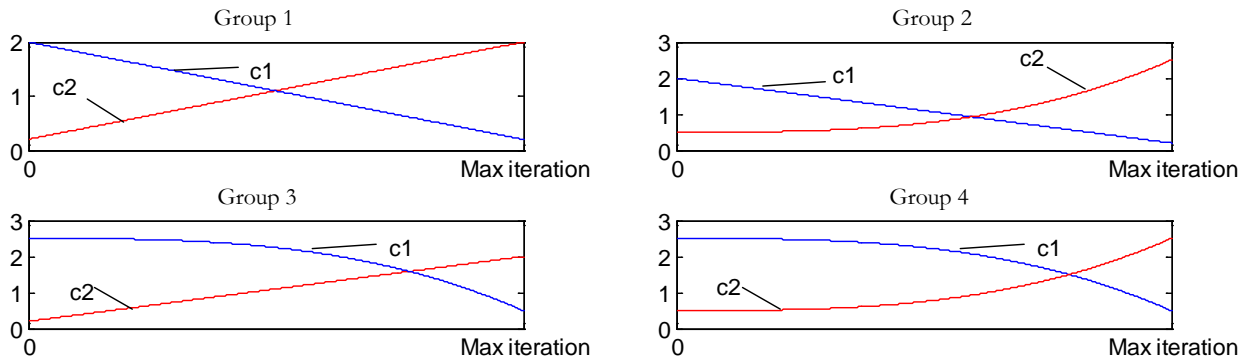 Group 1
2
1
0
c1
c2
0
Max iteration
Group 2
3
2
1
0
c1
c2
0
Max iteration
Group 3
3
2
1
0
c1
c2
0
Max iteration
Group 4
3
2
1
0
c1
c2
0
Max iteration